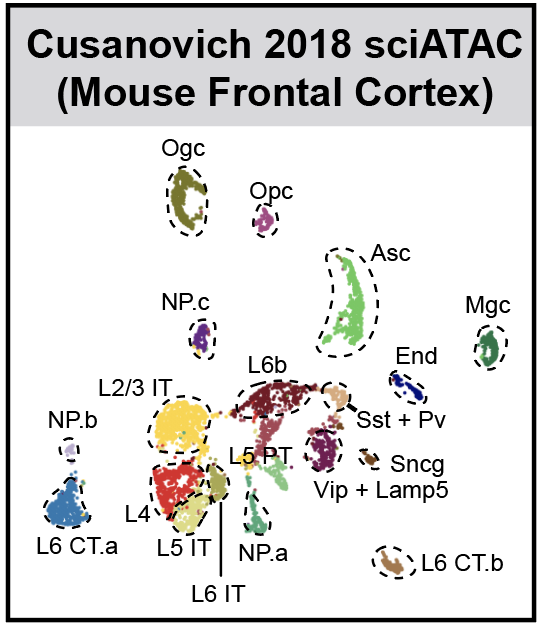 Cusanovich 2018 sciATAC
(Mouse Frontal Cortex)
Ogc
Opc
Asc
NP.c
Mgc
End
L6b
L2/3 IT
Sst + Pv
NP.b
L5 PT
Sncg
Vip + Lamp5
L4
L6 CT.a
L5 IT
NP.a
L6 CT.b
L6 IT